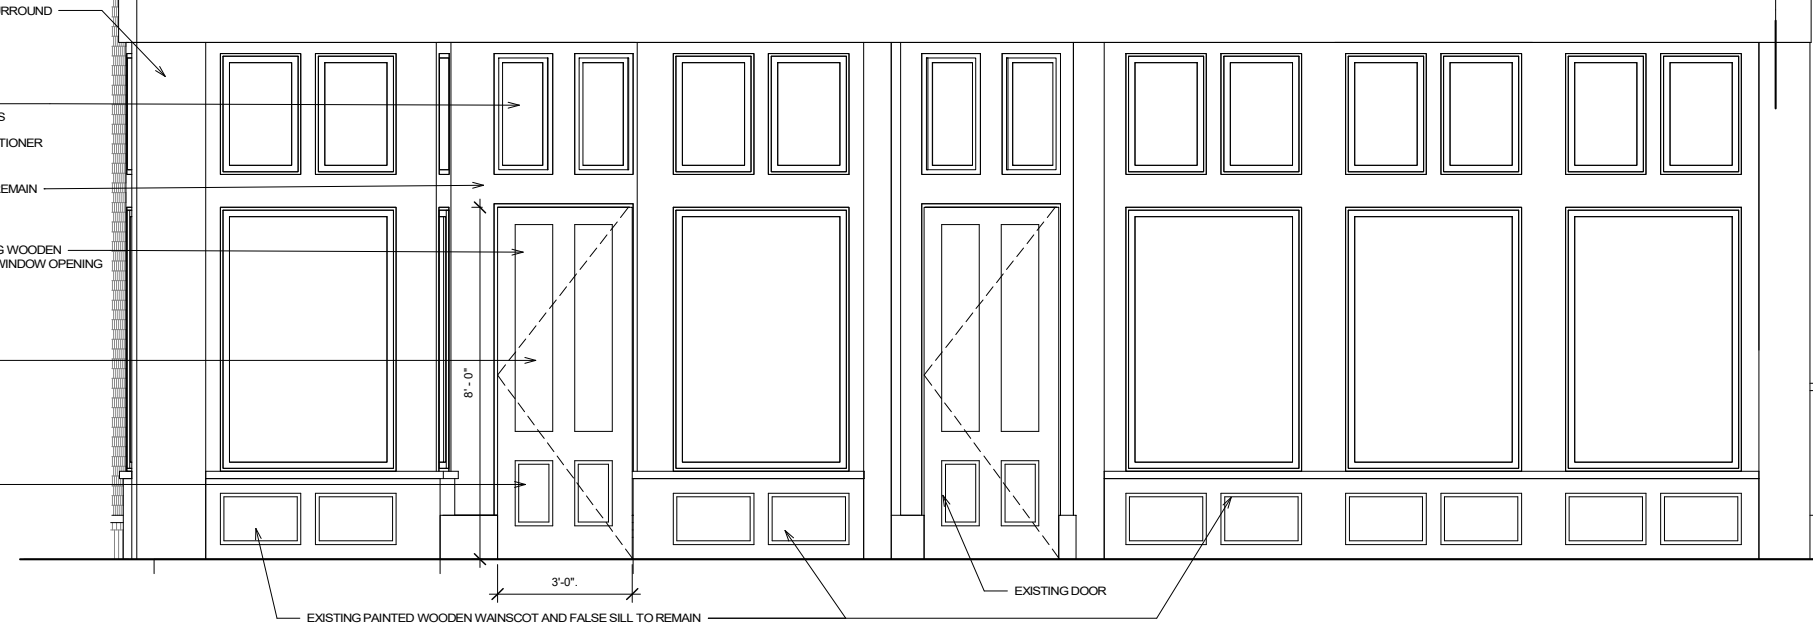 RROUND
S
TIONER
EMAIN
G WOODEN
WINDOW OPENING
8' - 0"
3'-0".
EXISTING DOOR
EXISTING PAINTED WOODEN WAINSCOT AND FALSE SILL TO REMAIN